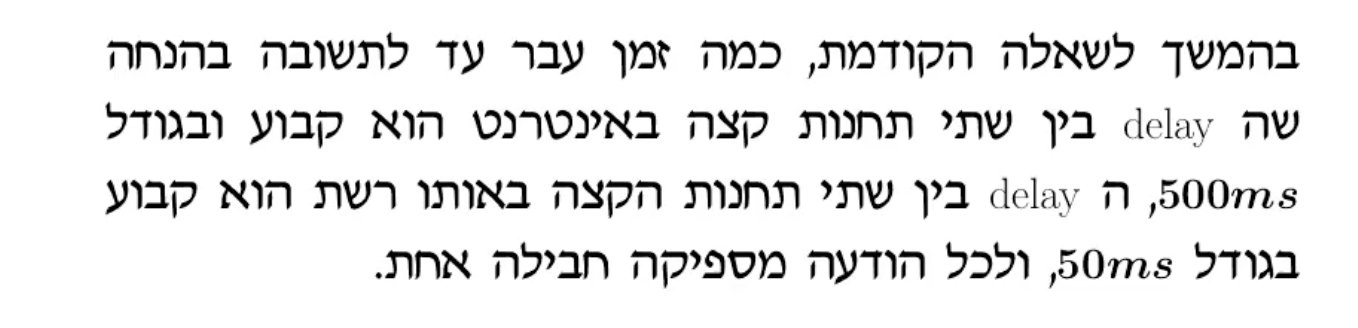 בהמשך לשאלה הקודמת, כמה זמן עבר עד לתשובה בהנחה
שה delay בין שתי תחנות קצה באינטרנט הוא קבוע ובגודל
500ms, ה delay בין שתי תחנות הקצה באותו רשת הוא קבוע
בגודל 50ms, ולכל הודעה מספיקה חבילה אחת.